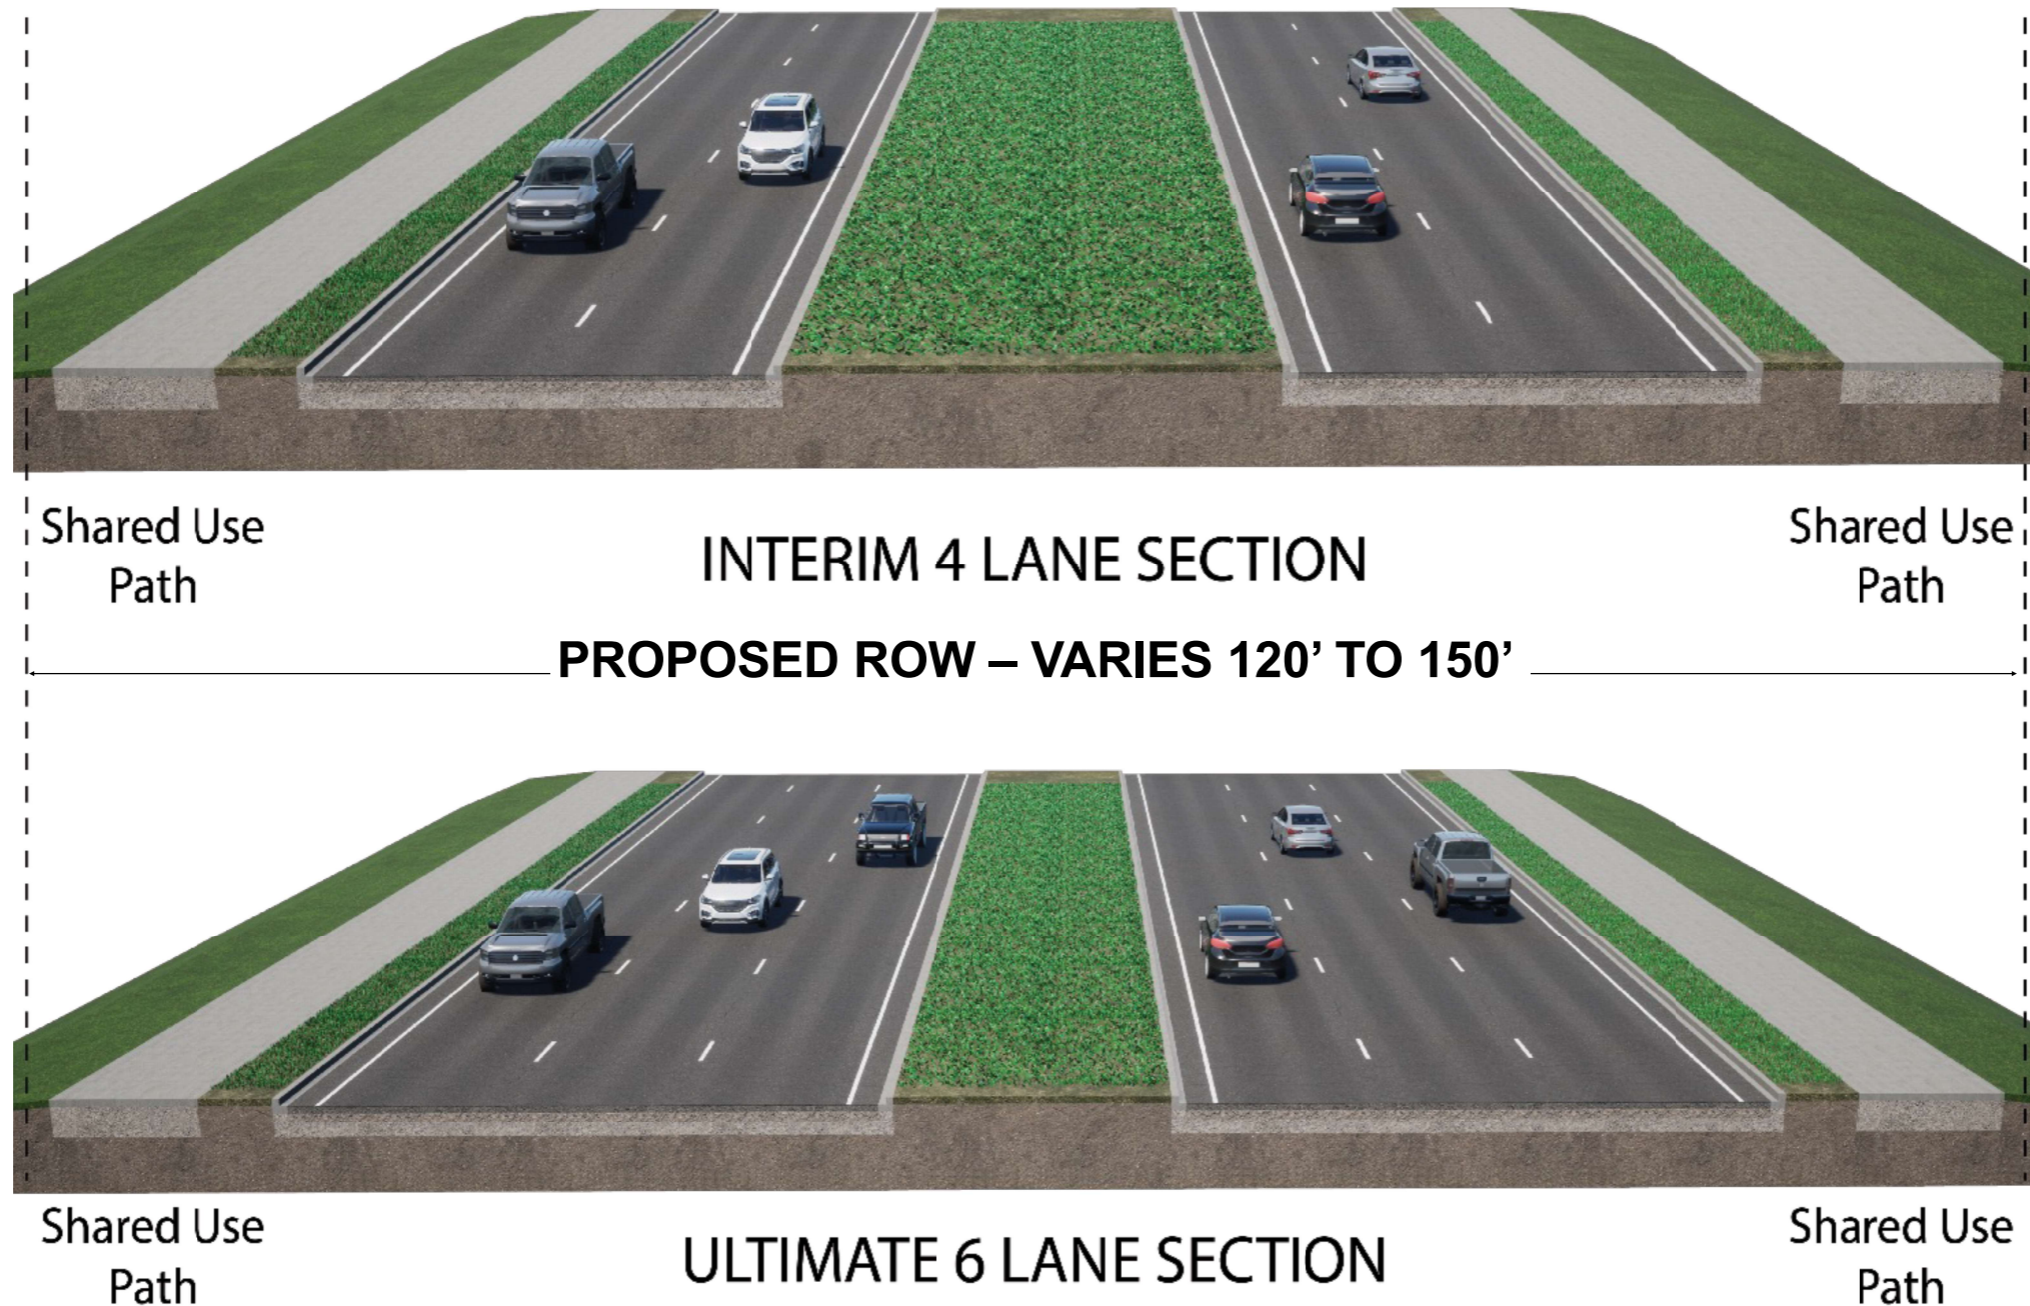 Shared Use
Path
INTERIM 4 LANE SECTION
Shared Use
Path
PROPOSED ROW – VARIES 120’ TO 150’
Shared Use
Path
ULTIMATE 6 LANE SECTION
Shared Use
Path